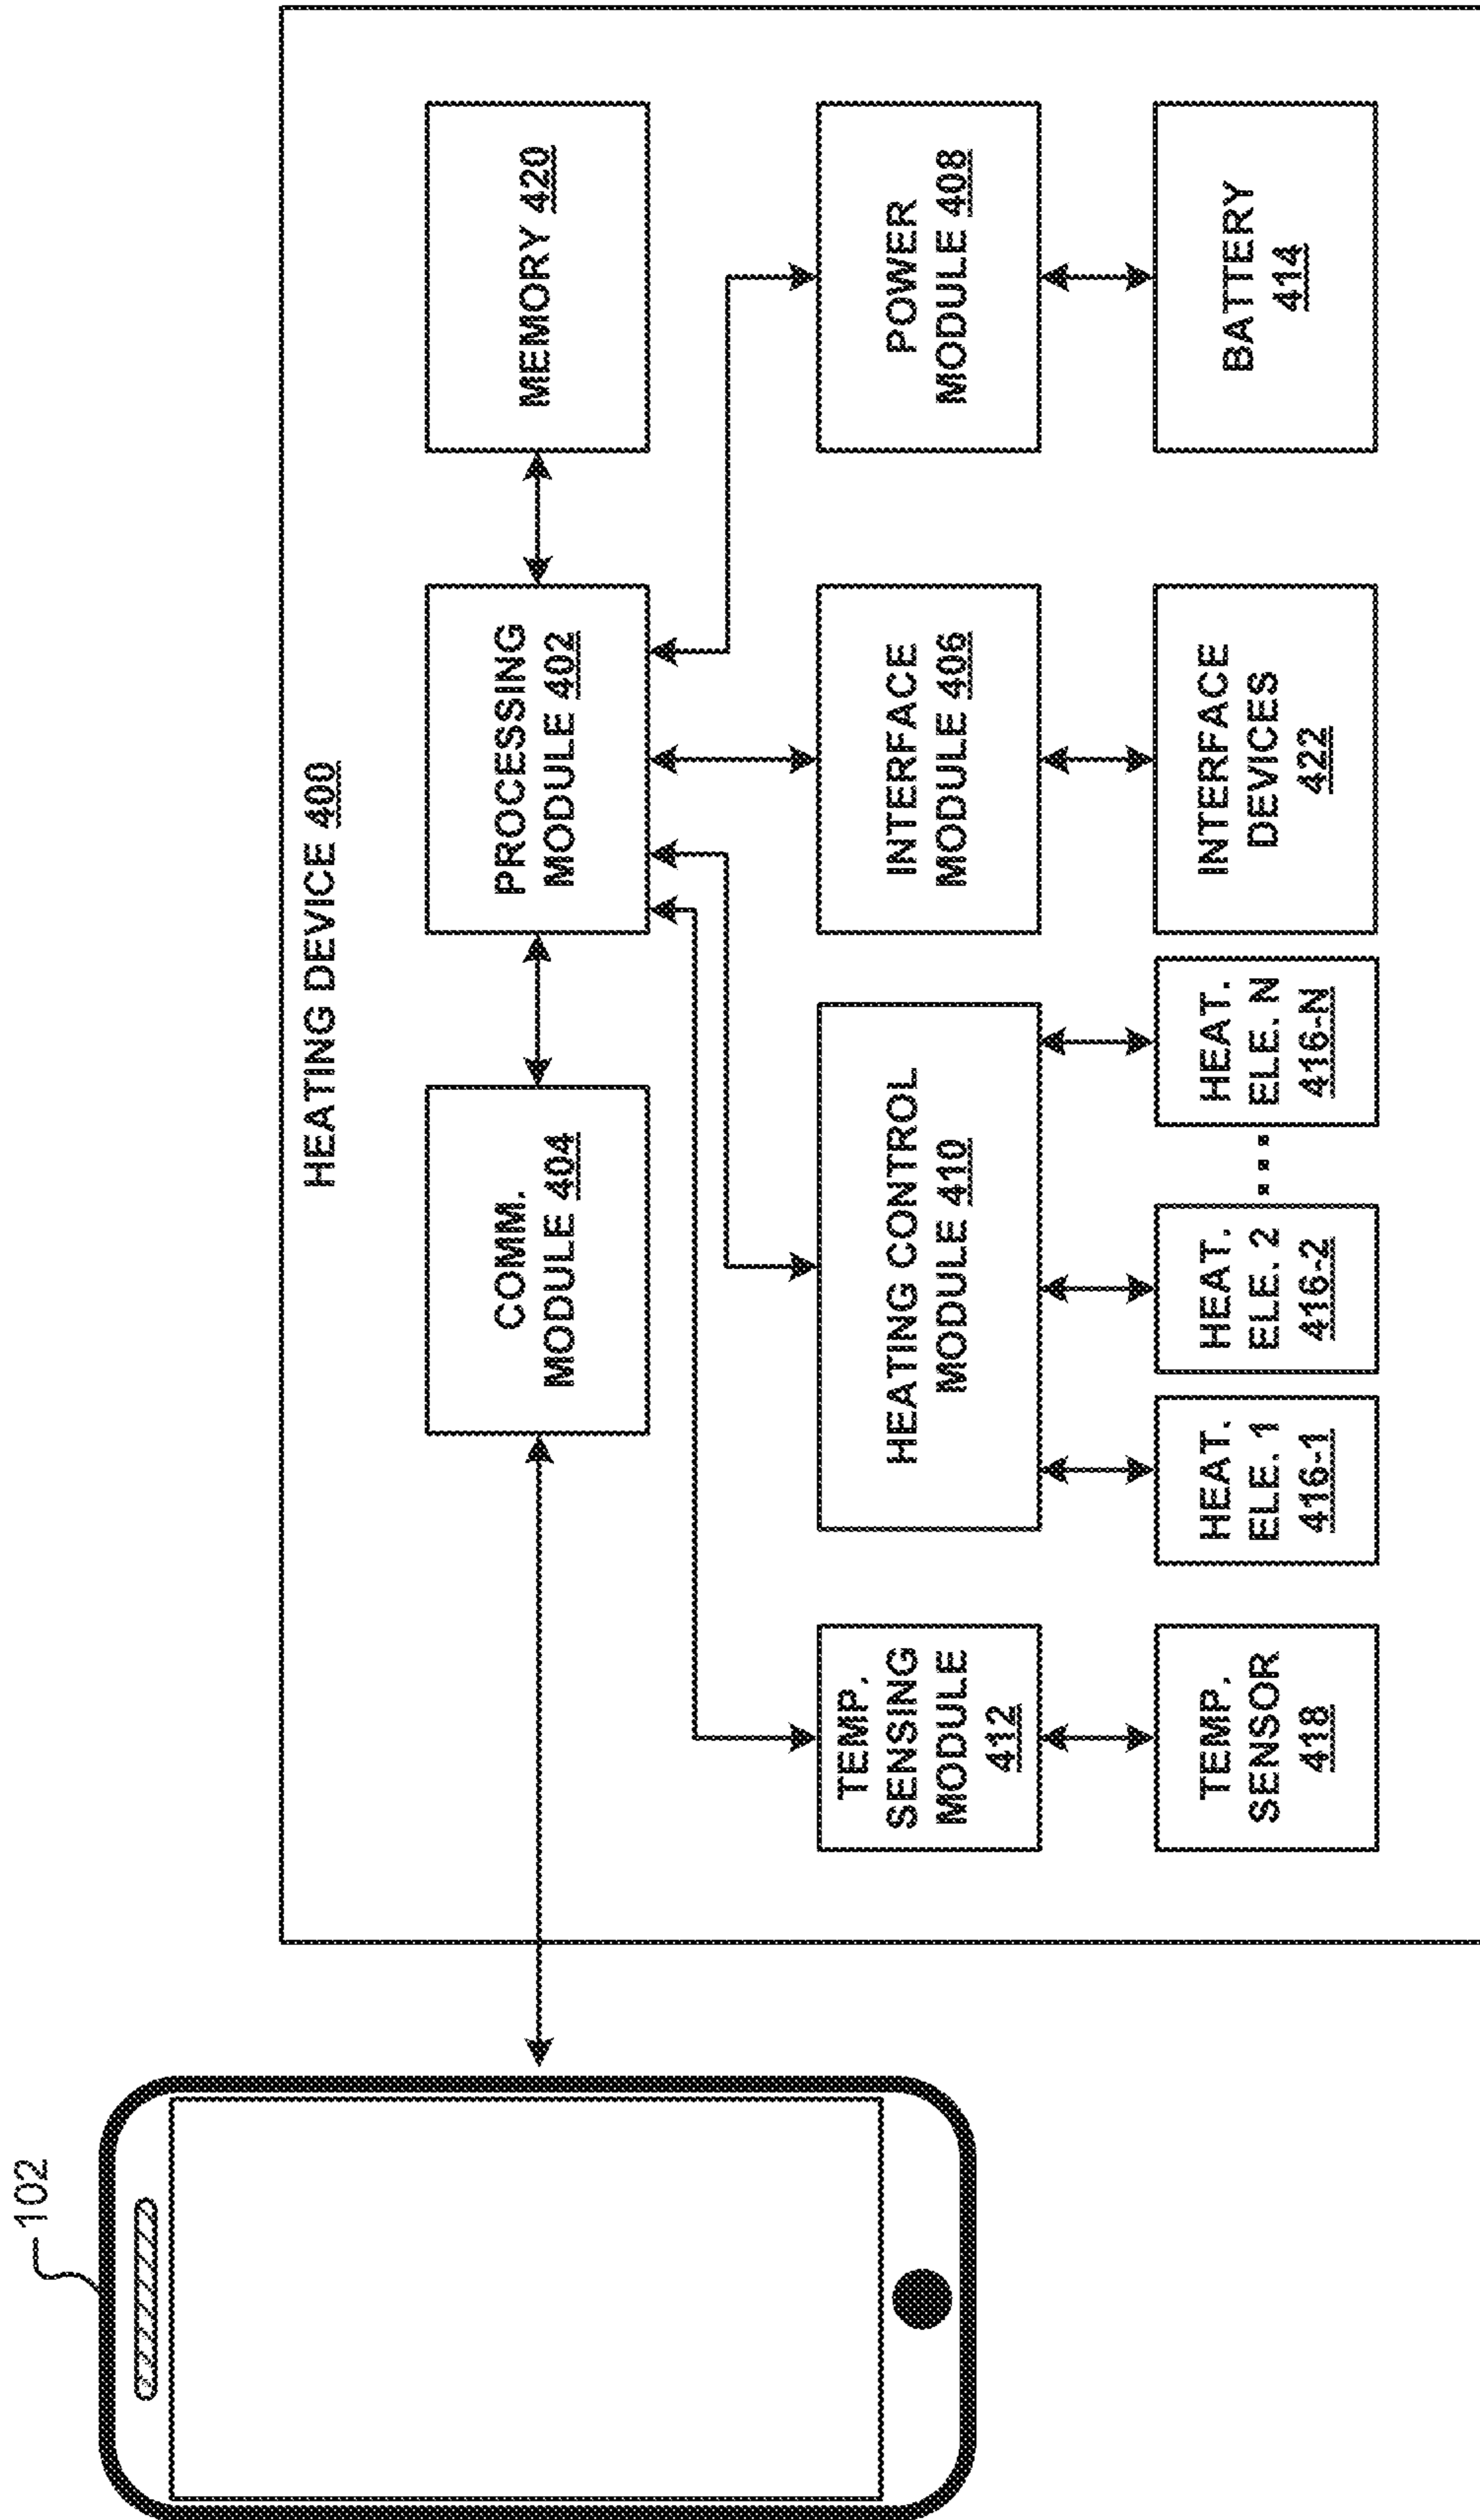 102
HEATING DEVICE 400
COMM.
MODULE 404
PROCESSING
MODULE 402
MEMORY 420
TEMP.
SENSING
MODULE
412
HEATING CONTROL
MODULE 410
INTERFACE
MODULE 406
POWER
MODULE 408
TEMP.
SENSOR
418
HEAT.
ELE. 1
416-1
HEAT.
ELE. 2
416-2
HEAT.
ELE. N
416-N
INTERFACE
DEVICES
422
BATTERY
414